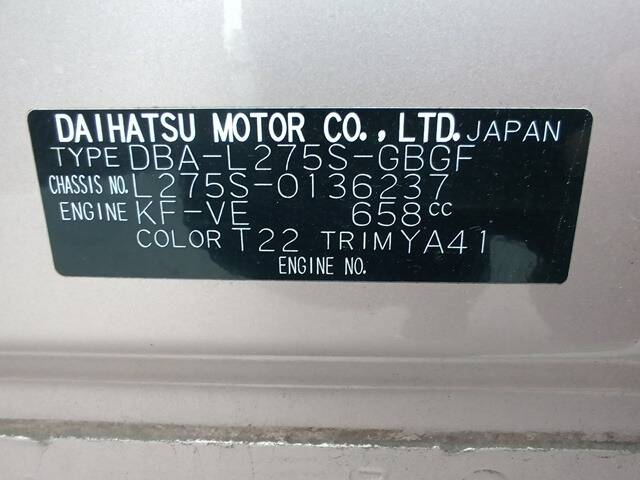 DAIHATSU MOTOR CO., LTD. JAPAN
TYPE DBA-L275S-GBGF
CHASSIS NO. L275S-0136237
ENGINE KF-VE 658cc
COLOR T22 TRIM YA41
ENGINE NO.